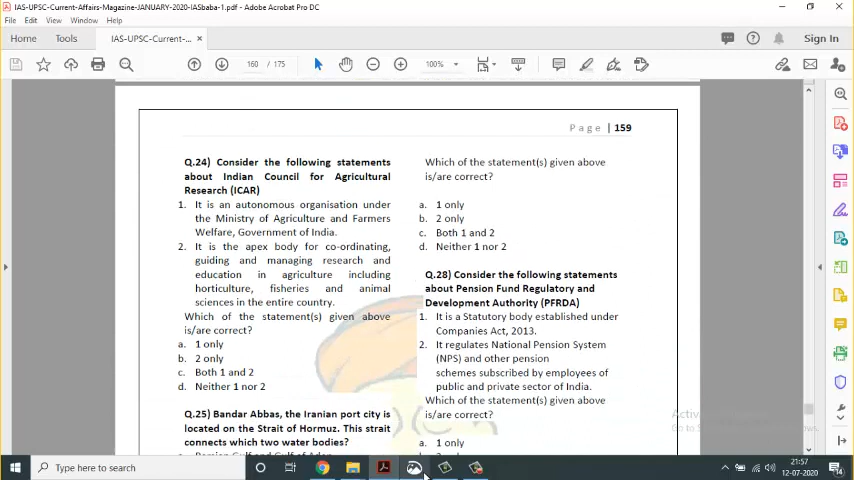 IAS-UPSC-Current-Affairs-Magazine-JANUARY-2020-IASbaba-1.pdf - Adobe Acrobat Pro DC
File Edit View Window Help
Home Tools IAS-UPSC-Current-... × Sign In
160 / 175 100%
Page | 159
Q.24) Consider the following statements
about Indian Council for Agricultural
Research (ICAR)
1. It is an autonomous organisation under
the Ministry of Agriculture and Farmers
Welfare, Government of India.
2. It is the apex body for co-ordinating,
guiding and managing research and
education in agriculture including
horticulture, fisheries and animal
sciences in the entire country.
Which of the statement(s) given above
is/are correct?
a. 1 only
b. 2 only
c. Both 1 and 2
d. Neither 1 nor 2
Q.25) Bandar Abbas, the Iranian port city is
located on the Strait of Hormuz. This strait
connects which two water bodies?
a. Persian Gulf and Gulf of Aden
Which of the statement(s) given above
is/are correct?
a. 1 only
b. 2 only
c. Both 1 and 2
d. Neither 1 nor 2
Q.28) Consider the following statements
about Pension Fund Regulatory and
Development Authority (PFRDA)
1. It is a Statutory body established under
Companies Act, 2013.
2. It regulates National Pension System
(NPS) and other pension
schemes subscribed by employees of
public and private sector of India.
Which of the statement(s) given above
is/are correct?
a. 1 only
b. 2 only
Type here to search
21:57
12-07-2020
14